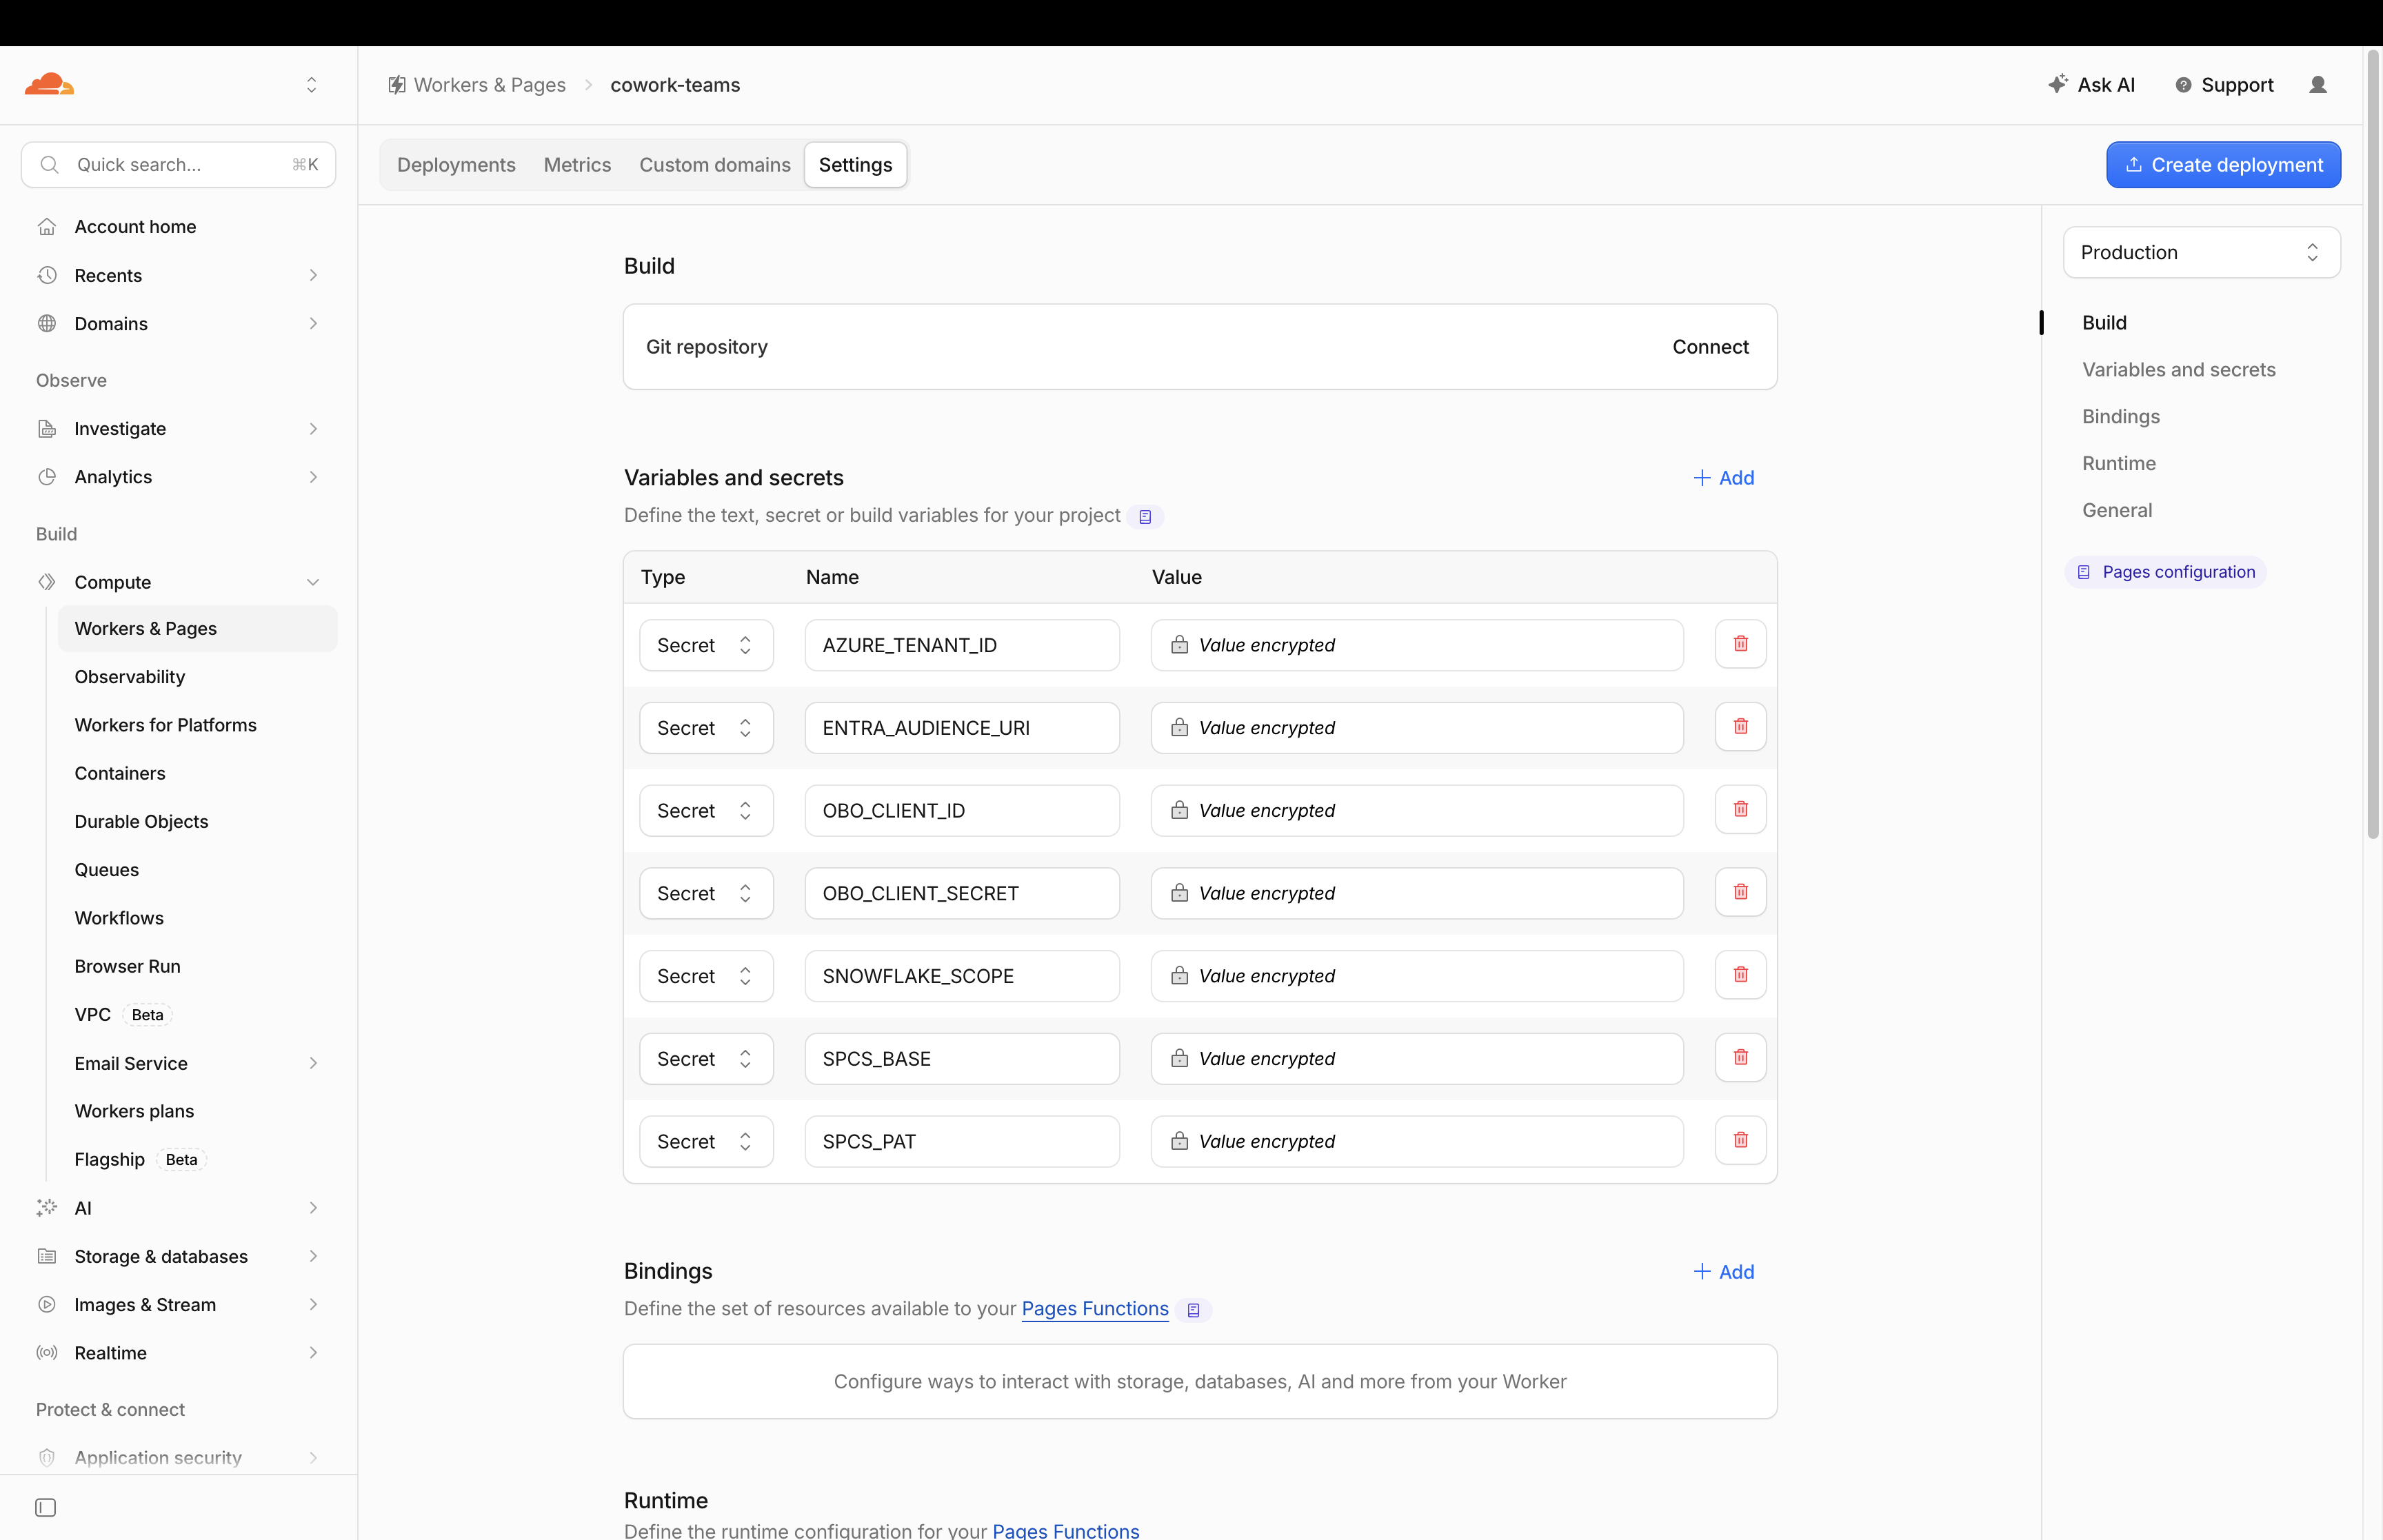 Workers & Pages
cowork-teams
Ask AI
Support
Quick search...
⌘K
Deployments
Metrics
Custom domains
Settings
Create deployment
Account home
Recents
Domains
Observe
Investigate
Analytics
Build
Compute
Workers & Pages
Observability
Workers for Platforms
Containers
Durable Objects
Queues
Workflows
Browser Run
VPC Beta
Email Service
Workers plans
Flagship Beta
AI
Storage & databases
Images & Stream
Realtime
Protect & connect
Application security
Build
Git repository
Connect
Variables and secrets
Add
Define the text, secret or build variables for your project
Type Name Value
Secret AZURE_TENANT_ID Value encrypted
Secret ENTRA_AUDIENCE_URI Value encrypted
Secret OBO_CLIENT_ID Value encrypted
Secret OBO_CLIENT_SECRET Value encrypted
Secret SNOWFLAKE_SCOPE Value encrypted
Secret SPCS_BASE Value encrypted
Secret SPCS_PAT Value encrypted
Bindings
Add
Define the set of resources available to your Pages Functions
Configure ways to interact with storage, databases, AI and more from your Worker
Runtime
Define the runtime configuration for your Pages Functions
Production
Build
Variables and secrets
Bindings
Runtime
General
Pages configuration